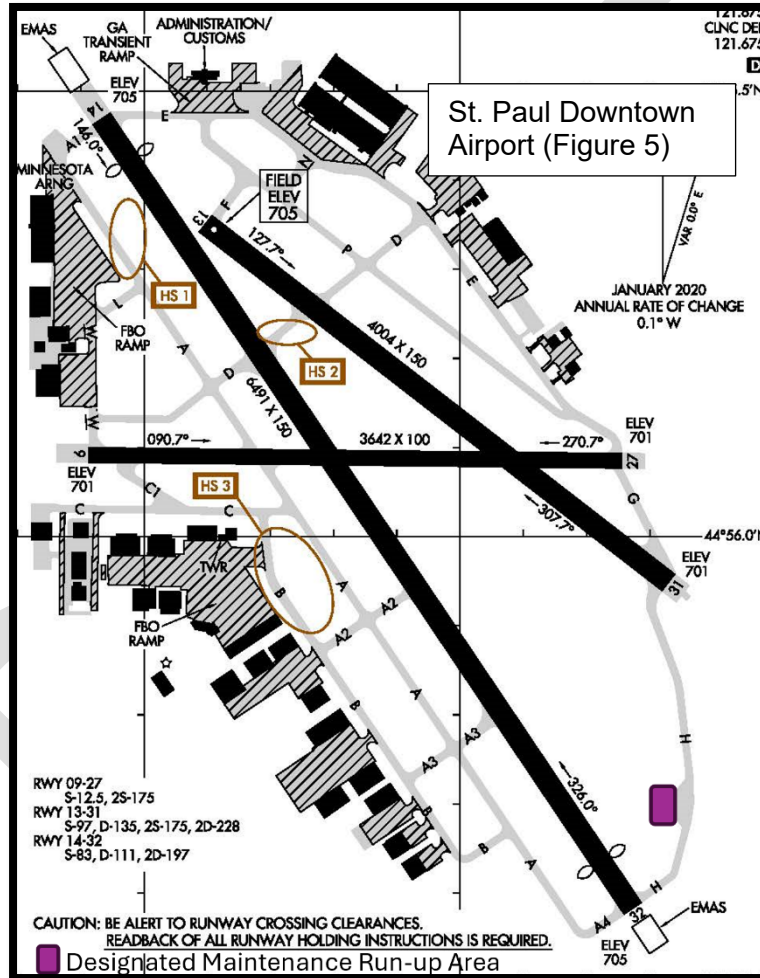 EMAS
GA
TRANSIENT
RAMP
ADMINISTRATION/
CUSTOMS
CLNC DEL
121.675
D
ELEV
705
St. Paul Downtown
Airport (Figure 5)
14
146.0°
E
A1
MINNESOTA
ARNG
N
FIELD
ELEV
705
F
13
127.7°
P
D
E
VAR 0.0° E
JANUARY 2020
ANNUAL RATE OF CHANGE
0.1° W
HS 1
J
FBO
RAMP
W
A
D
HS 2
4004 X 150
6491 X 150
W
9
090.7°
3642 X 100
270.7°
27
ELEV
701
ELEV
701
HS 3
C1
C
C
G
307.7°
44°56.0'N
TWR
31
ELEV
701
FBO
RAMP
B
A
A2
A2
B
A
H
A3
A3
RWY 09-27
S-12.5, 2S-175
RWY 13-31
S-97, D-135, 2S-175, 2D-228
RWY 14-32
S-83, D-111, 2D-197
326.0°
B
B
A
H
32
A4
EMAS
ELEV
705
CAUTION: BE ALERT TO RUNWAY CROSSING CLEARANCES.
READBACK OF ALL RUNWAY HOLDING INSTRUCTIONS IS REQUIRED.
Designated Maintenance Run-up Area